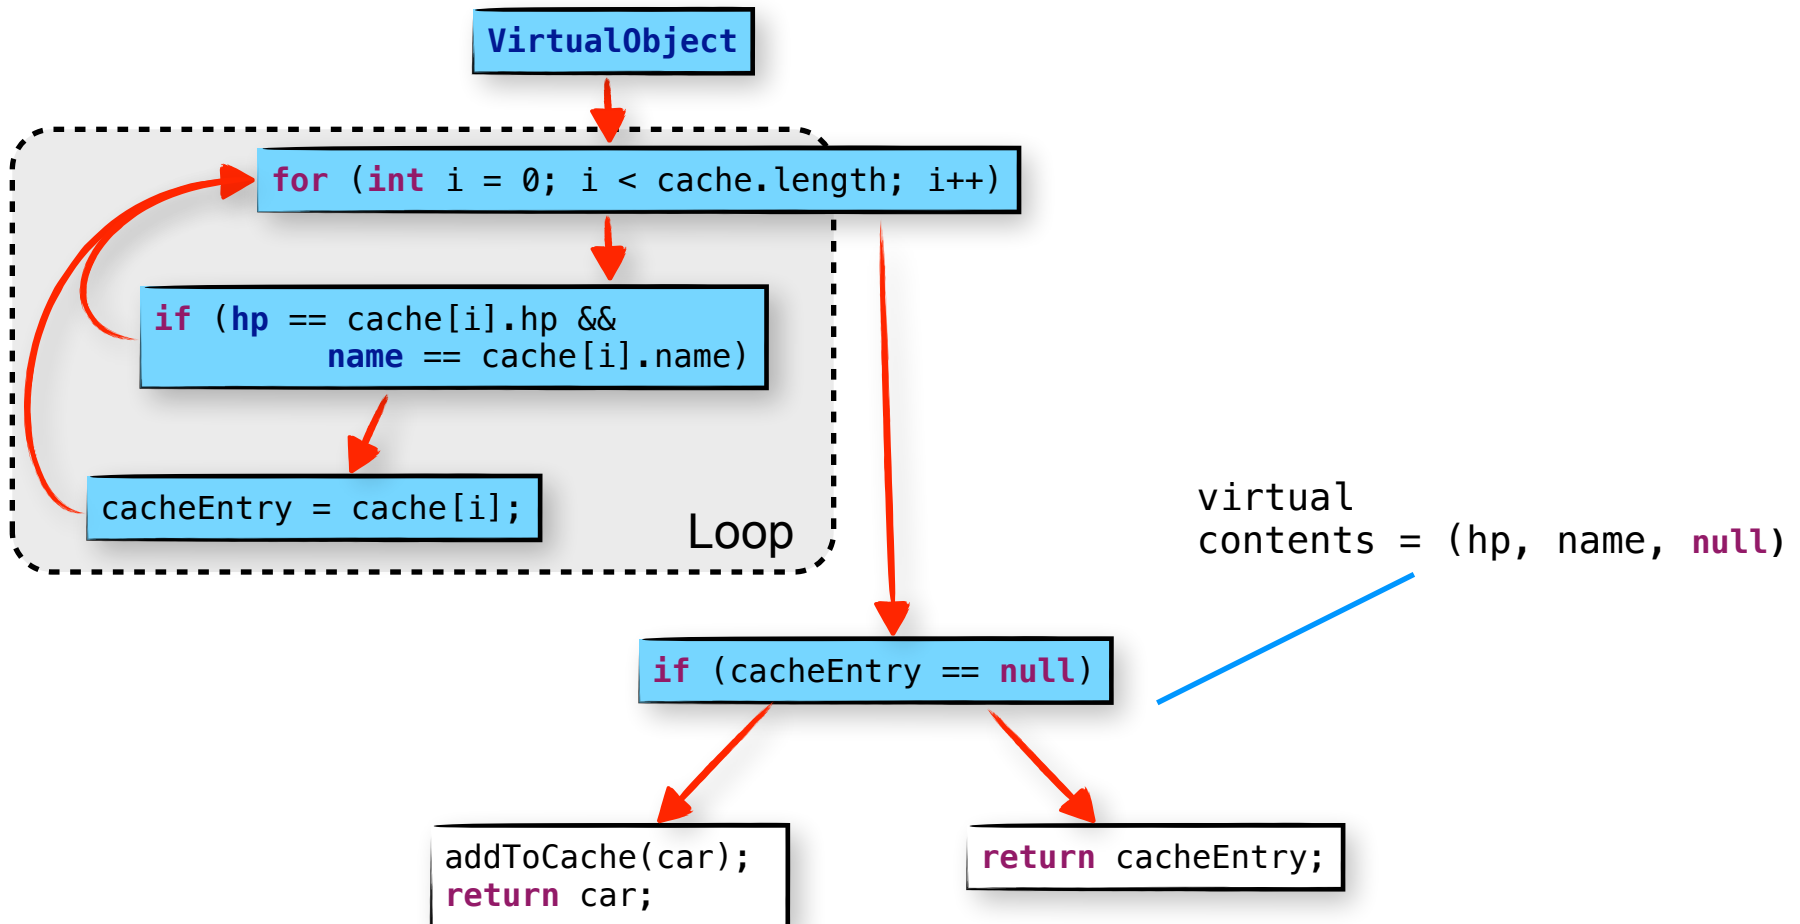 VirtualObject
for (int i = 0; i < cache.length; i++)
if (hp == cache[i].hp &&
name == cache[i].name)
cacheEntry = cache[i];
Loop
virtual
contents = (hp, name, null)
if (cacheEntry == null)
addToCache(car);
return car;
return cacheEntry;